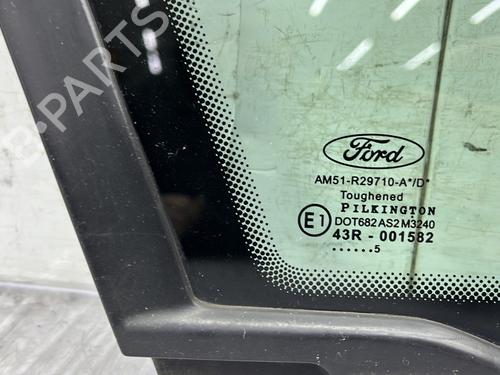 B-PARTS
Ford
AM51-R29710-A*/D*
Toughened
PILKINGTON
E1 DOT682 AS2 M3240
43R - 001582
......5